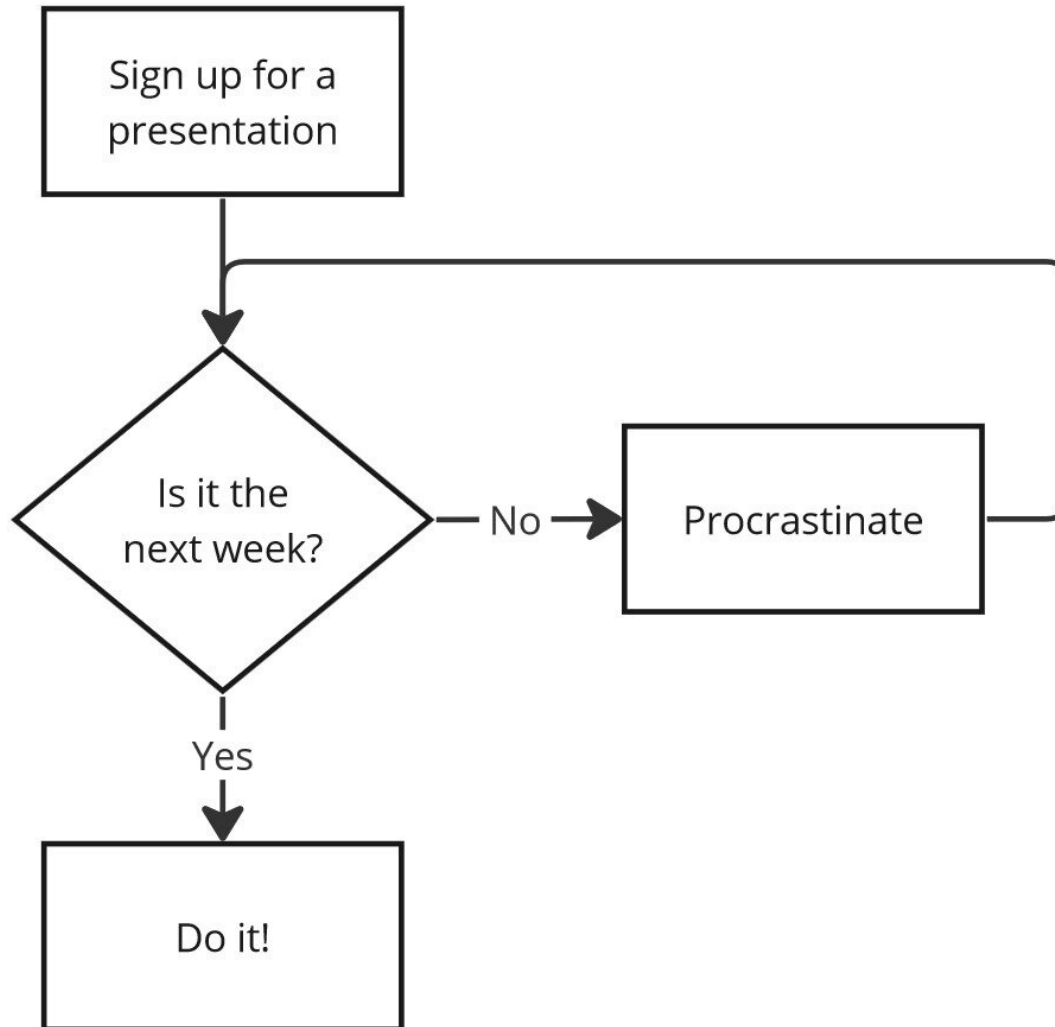 Sign up for a
presentation
Is it the
next week?
No
Procrastinate
Yes
Do it!